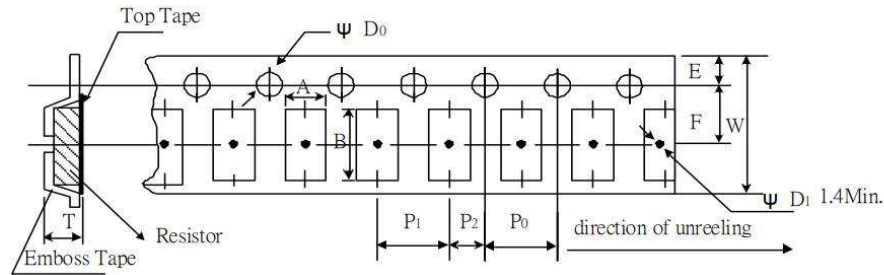 Top Tape
Ψ D0
A
E
B
F
W
Ψ D1 1.4Min.
T
Resistor
Emboss Tape
P1
P2
P0
direction of unreeling